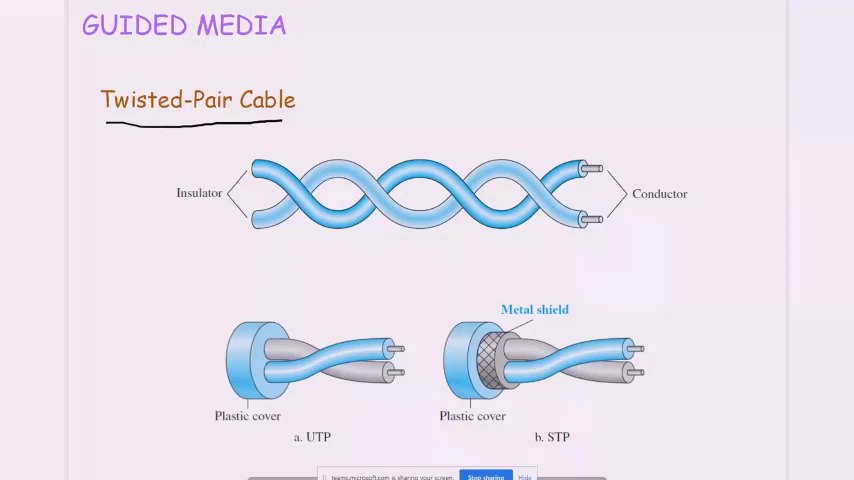 GUIDED MEDIA
Twisted-Pair Cable
Insulator
Conductor
Metal shield
Plastic cover
Plastic cover
a. UTP
b. STP
teams.microsoft.com is sharing your screen.
Stop sharing
Hide